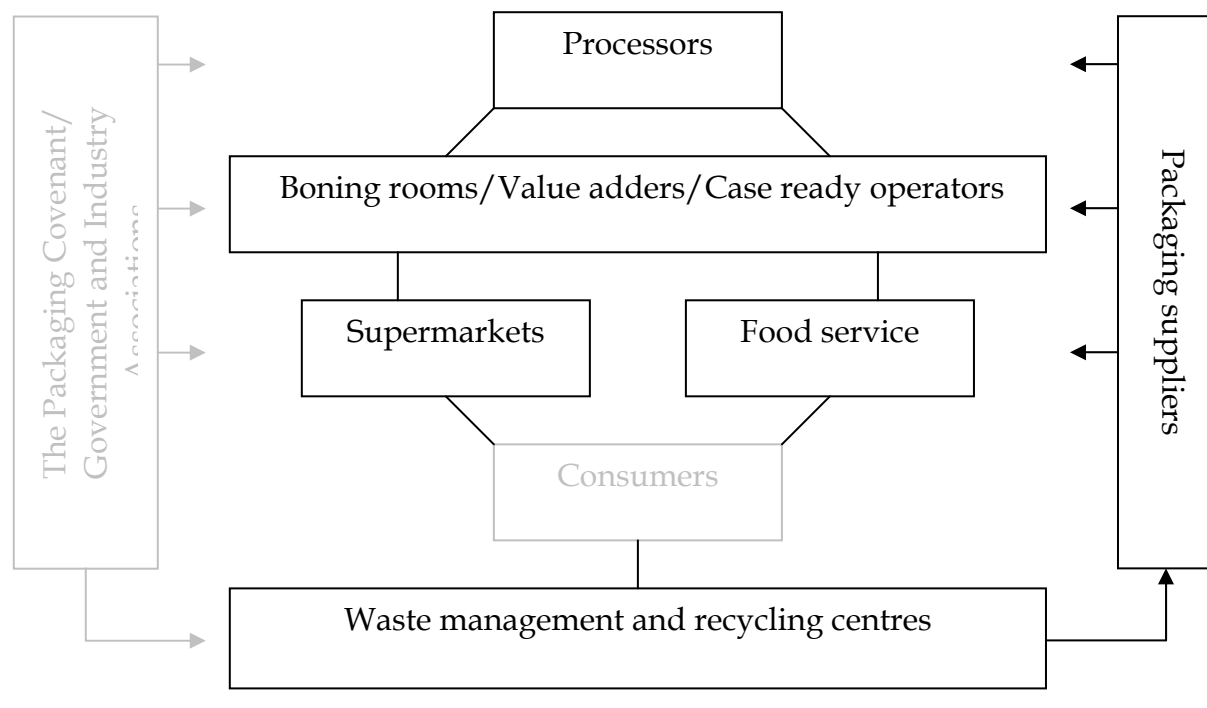 Processors
The Packaging Covenant/
Government and Industry
Associations
Boning rooms/Value adders/Case ready operators
Packaging suppliers
Supermarkets
Food service
Consumers
Waste management and recycling centres